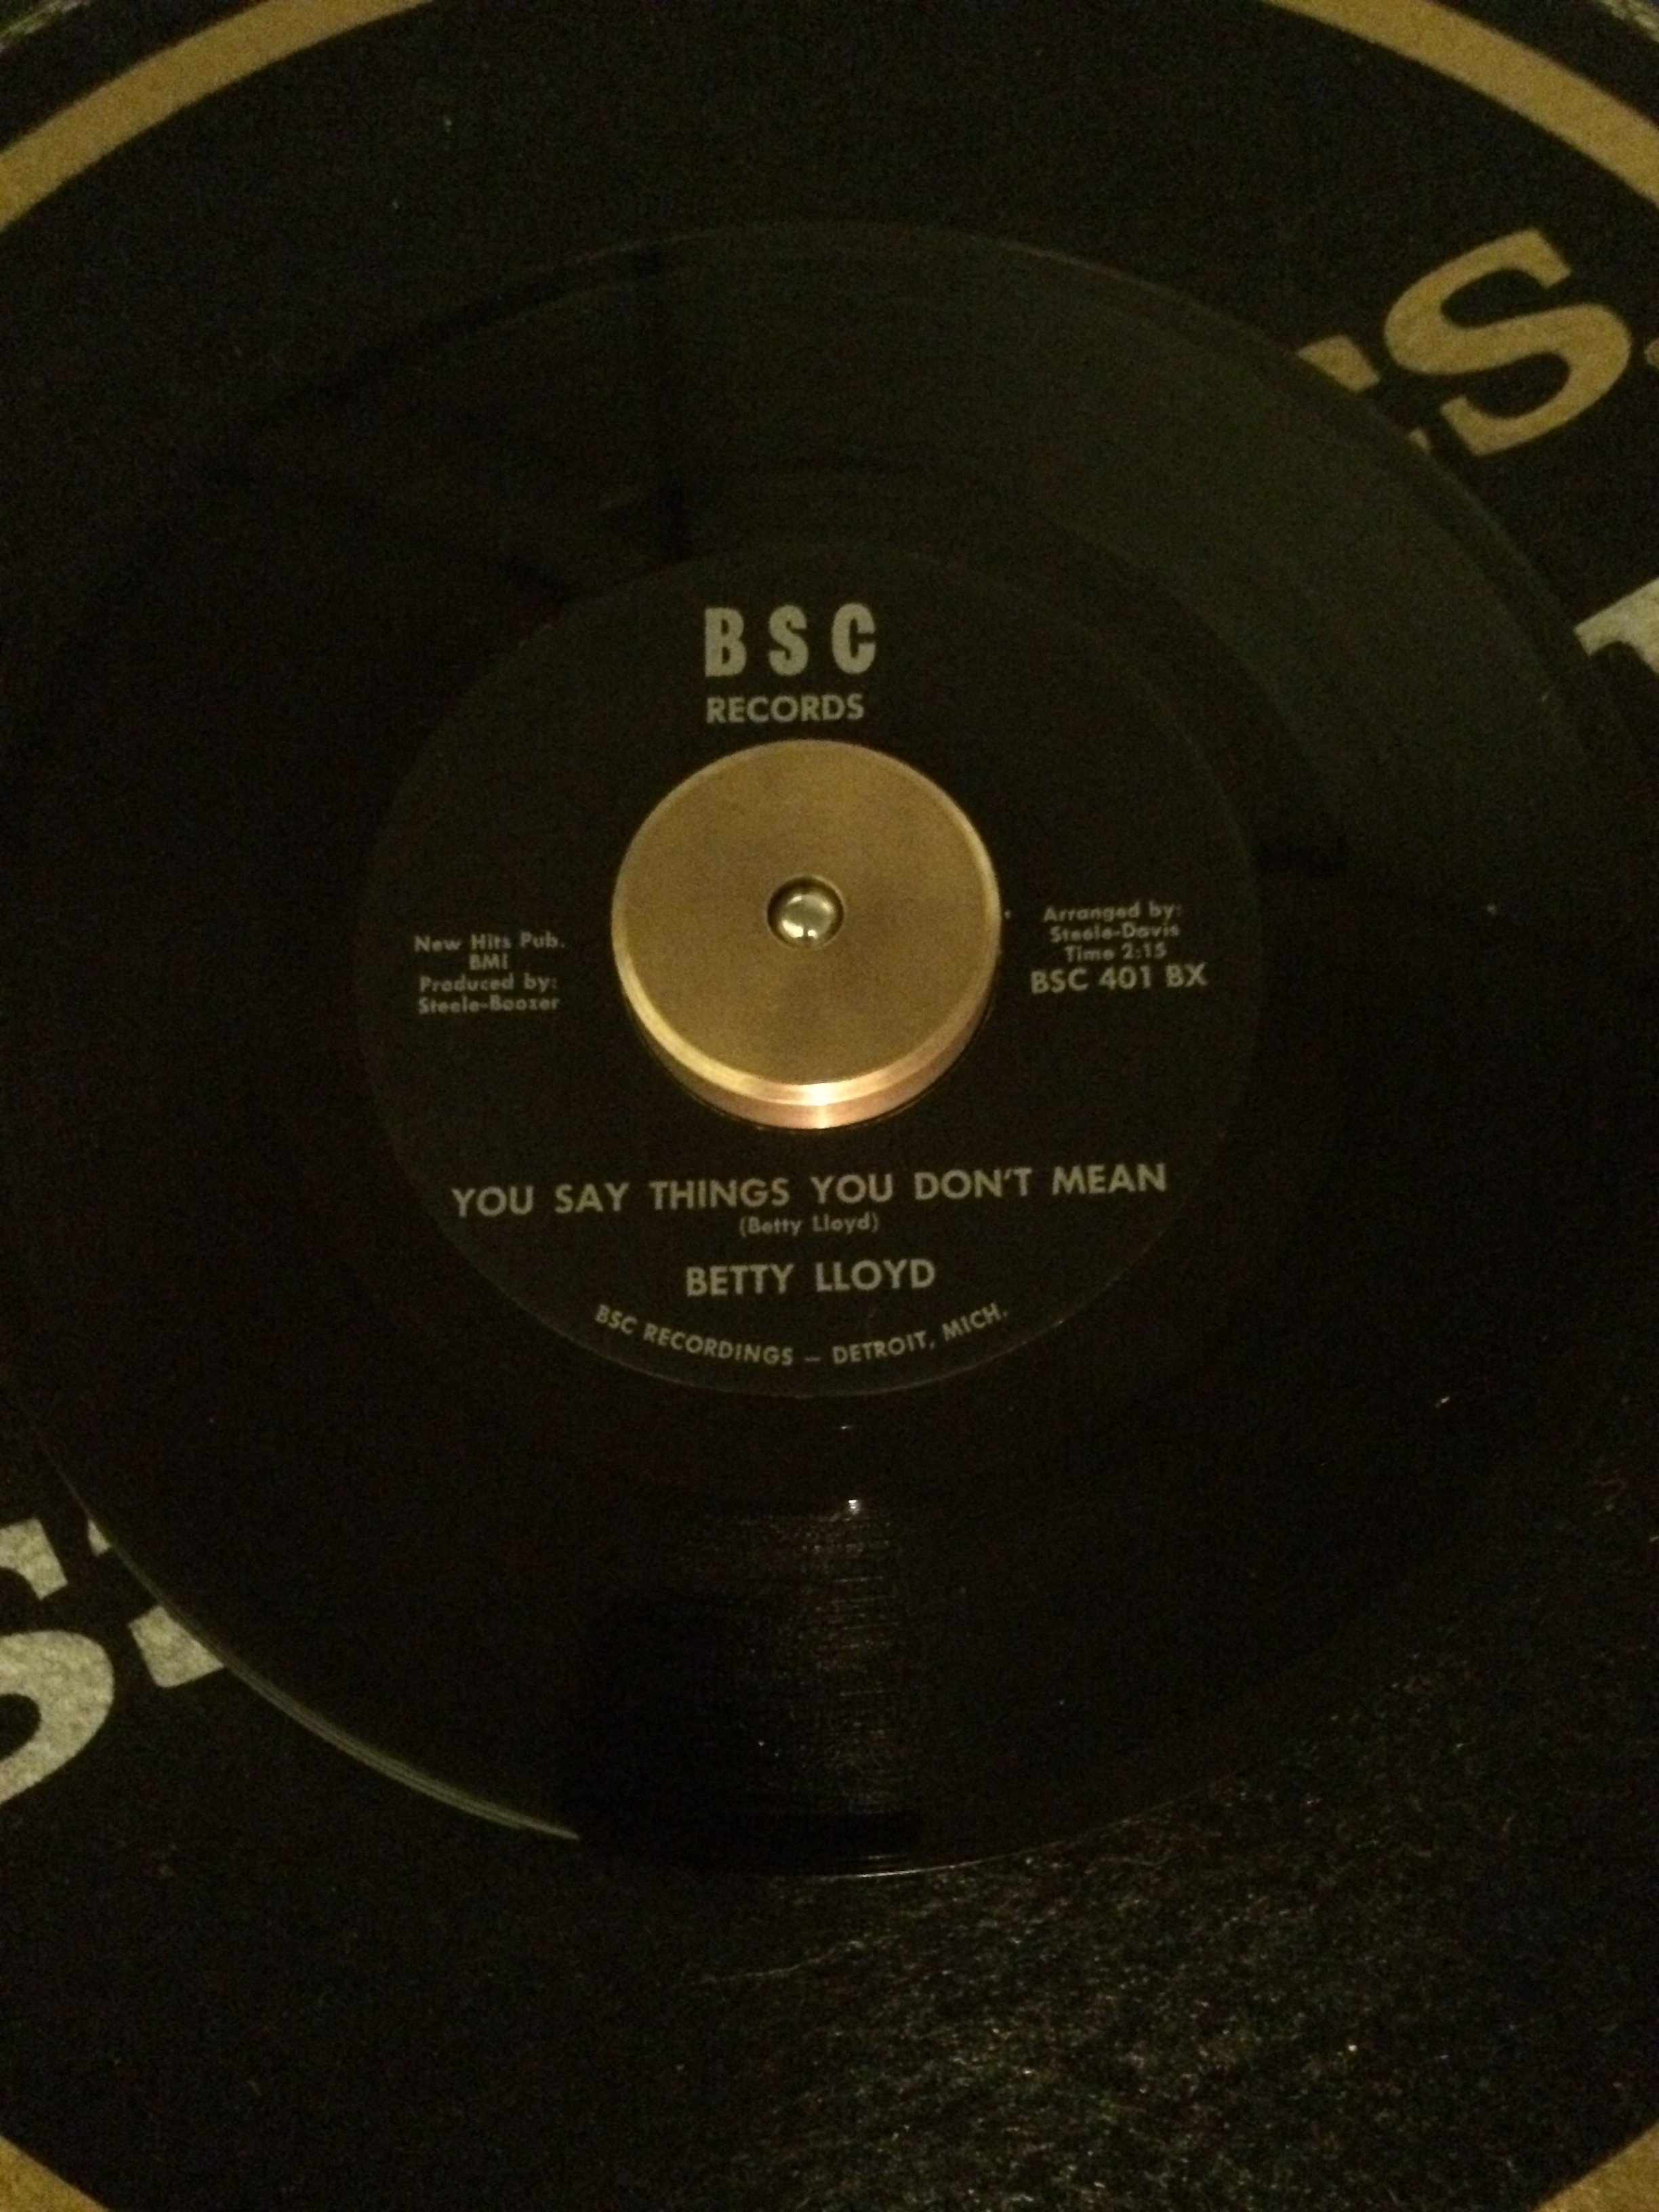 B S C
RECORDS
New Hits Pub.
BMI
Produced by:
Steele-Boozer
Arranged by:
Steele-Davis
Time 2:15
BSC 401 BX
YOU SAY THINGS YOU DON'T MEAN
(Betty Lloyd)
BETTY LLOYD
BSC RECORDINGS – DETROIT, MICH.